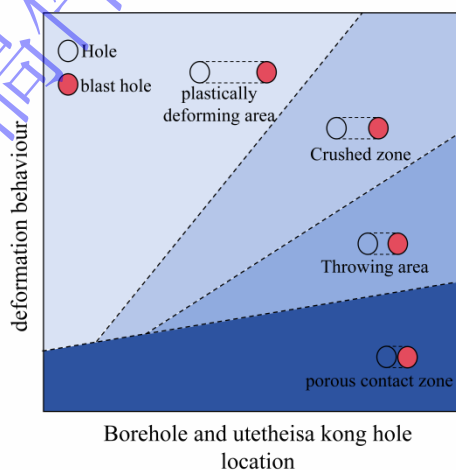 Hole
blast hole
plastically
deforming area
Crushed zone
Throwing area
porous contact zone
deformation behaviour
Borehole and utetheisa kong hole
location